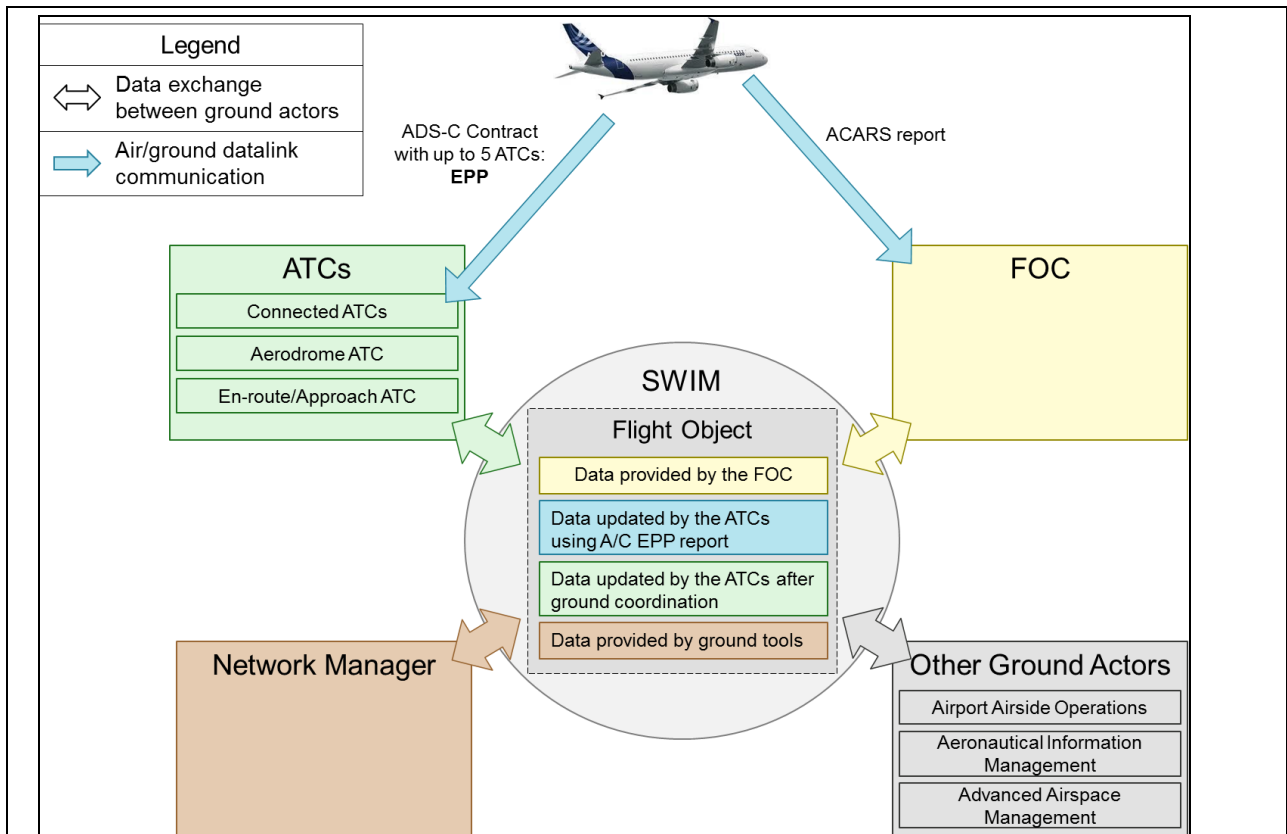 Legend
Data exchange
between ground actors
Air/ground datalink
communication
ADS-C Contract
with up to 5 ATCs:
EPP
ACARS report
ATCs
Connected ATCs
Aerodrome ATC
En-route/Approach ATC
FOC
SWIM
Flight Object
Data provided by the FOC
Data updated by the ATCs
using A/C EPP report
Data updated by the ATCs after
ground coordination
Data provided by ground tools
Network Manager
Other Ground Actors
Airport Airside Operations
Aeronautical Information
Management
Advanced Airspace
Management